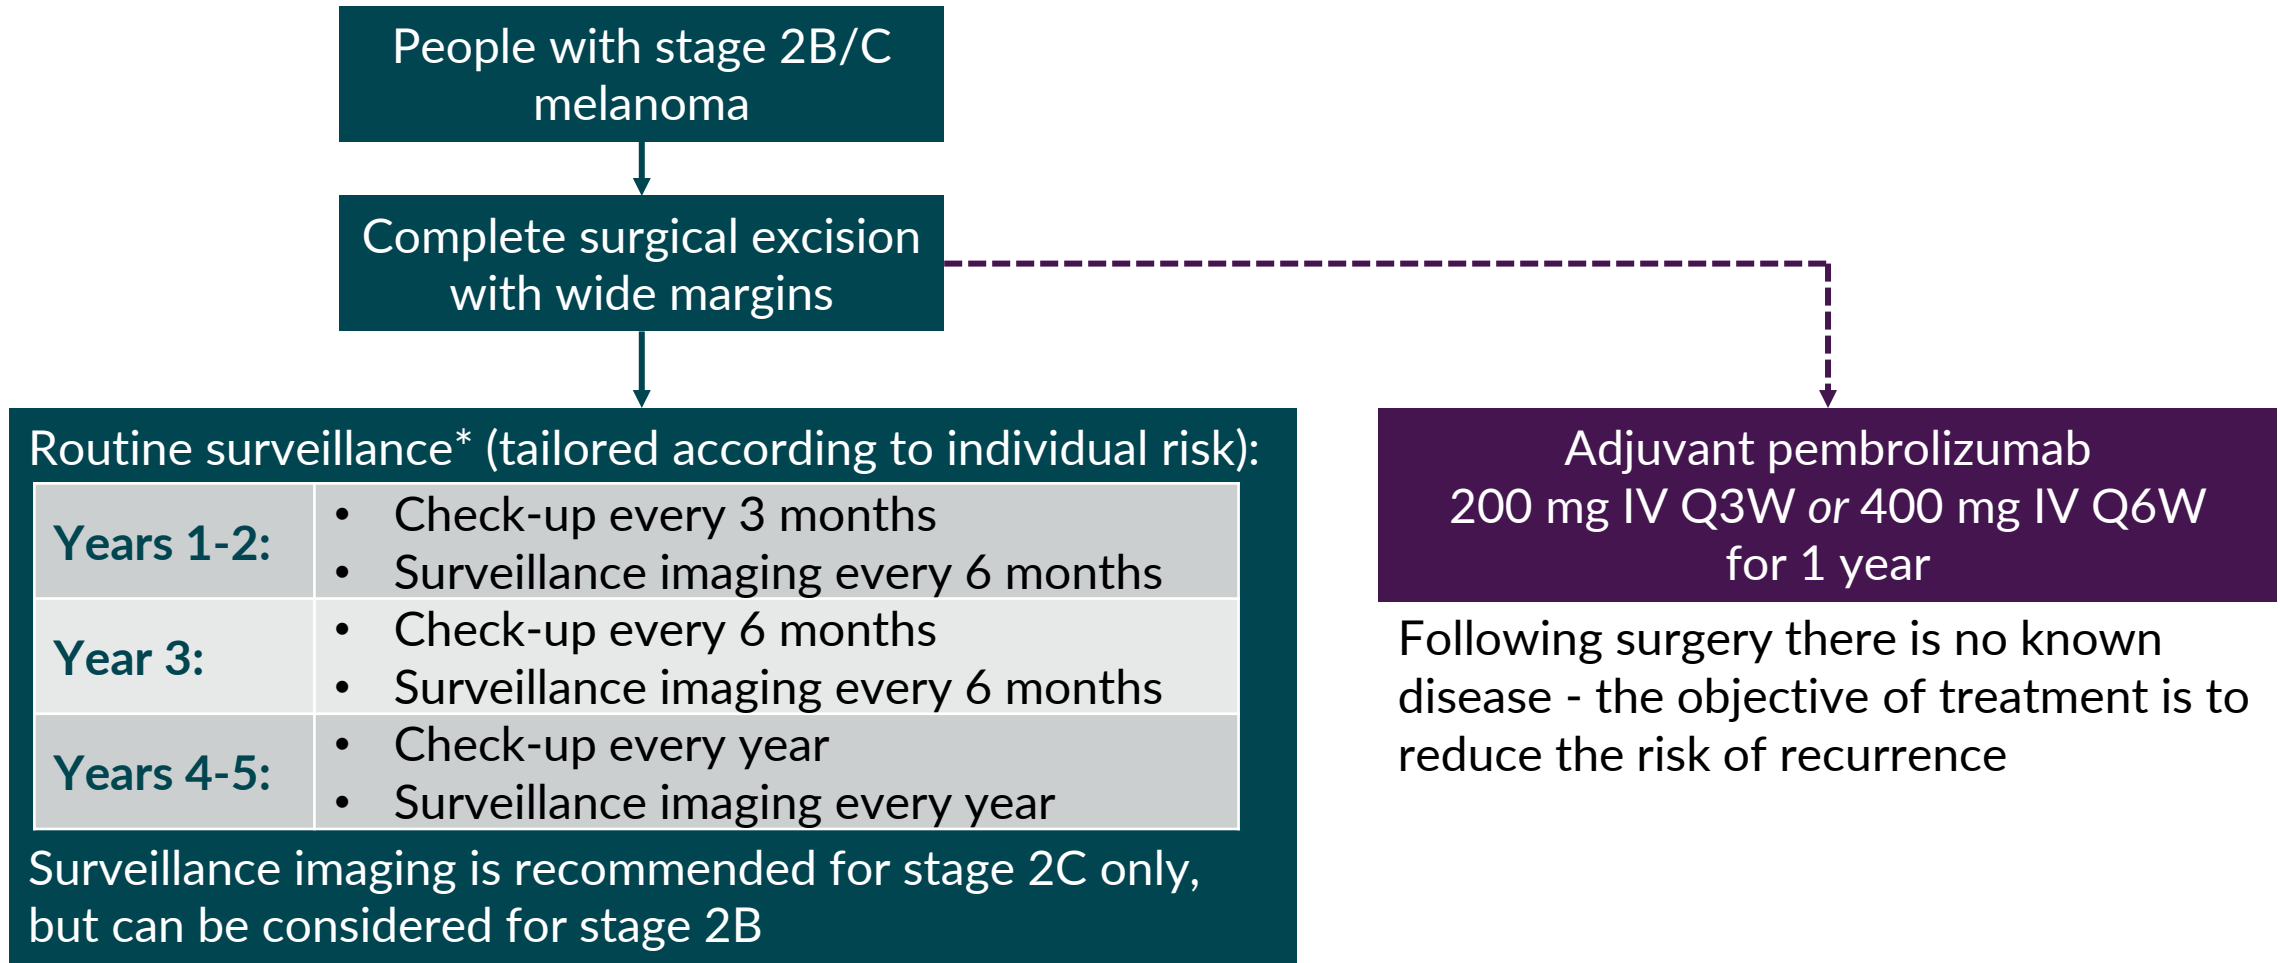 People with stage 2B/C
melanoma
Complete surgical excision
with wide margins
Routine surveillance* (tailored according to individual risk):
Years 1-2:
• Check-up every 3 months
• Surveillance imaging every 6 months
Year 3:
• Check-up every 6 months
• Surveillance imaging every 6 months
Years 4-5:
• Check-up every year
• Surveillance imaging every year
Surveillance imaging is recommended for stage 2C only,
but can be considered for stage 2B
Adjuvant pembrolizumab
200 mg IV Q3W or 400 mg IV Q6W
for 1 year
Following surgery there is no known
disease - the objective of treatment is to
reduce the risk of recurrence